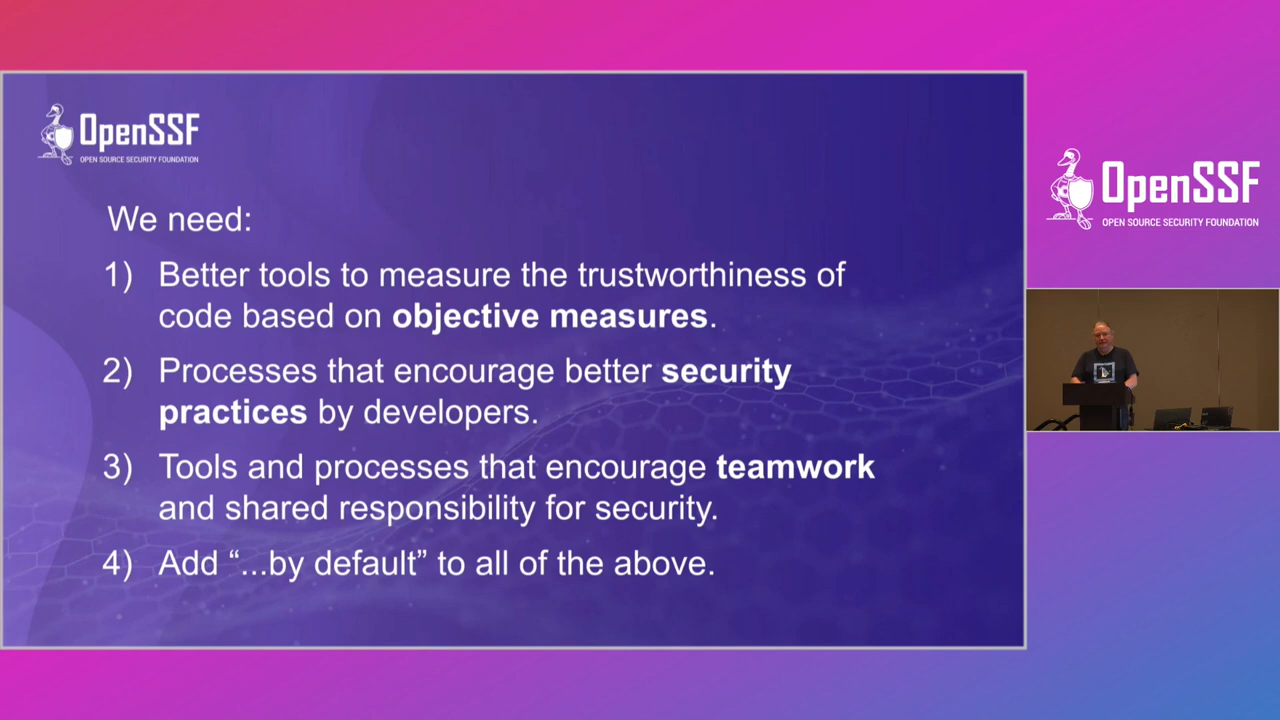 OpenSSF
OPEN SOURCE SECURITY FOUNDATION
We need:
1) Better tools to measure the trustworthiness of
code based on objective measures.
2) Processes that encourage better security
practices by developers.
3) Tools and processes that encourage teamwork
and shared responsibility for security.
4) Add “...by default” to all of the above.
OpenSSF
OPEN SOURCE SECURITY FOUNDATION